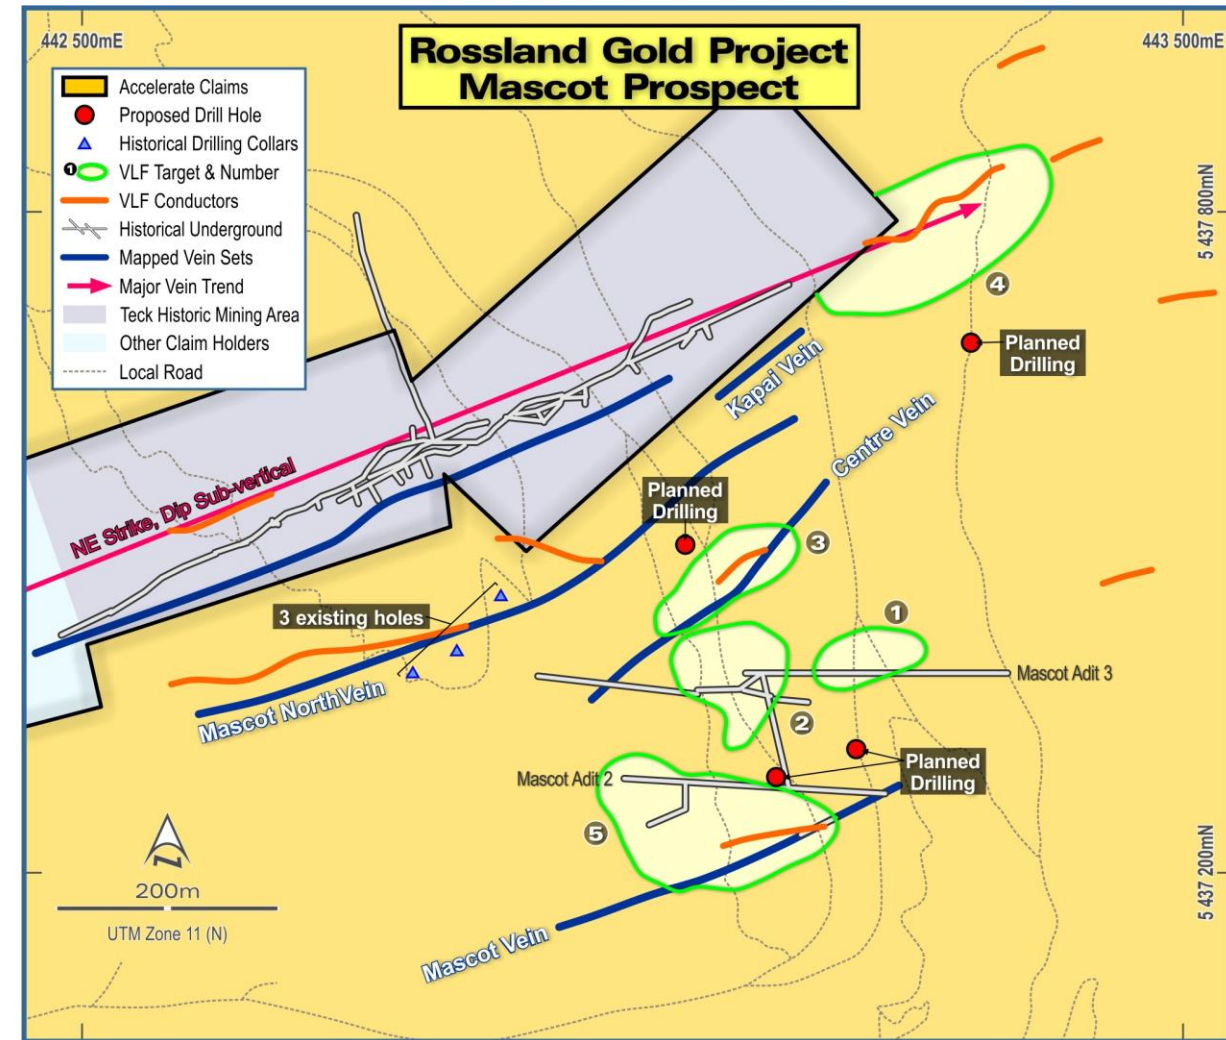 442 500mE
443 500mE
Rossland Gold Project
Mascot Prospect
Accelerate Claims
Proposed Drill Hole
Historical Drilling Collars
1
VLF Target & Number
VLF Conductors
Historical Underground
Mapped Vein Sets
Major Vein Trend
Teck Historic Mining Area
Other Claim Holders
Local Road
5 437 800mN
4
Planned
Drilling
Kapai Vein
Centre Vein
NE Strike, Dip Sub-vertical
Planned
Drilling
3
3 existing holes
1
Mascot Adit 3
Mascot NorthVein
2
Planned
Drilling
Mascot Adit 2
5
N
200m
UTM Zone 11 (N)
Mascot Vein
5 437 200mN